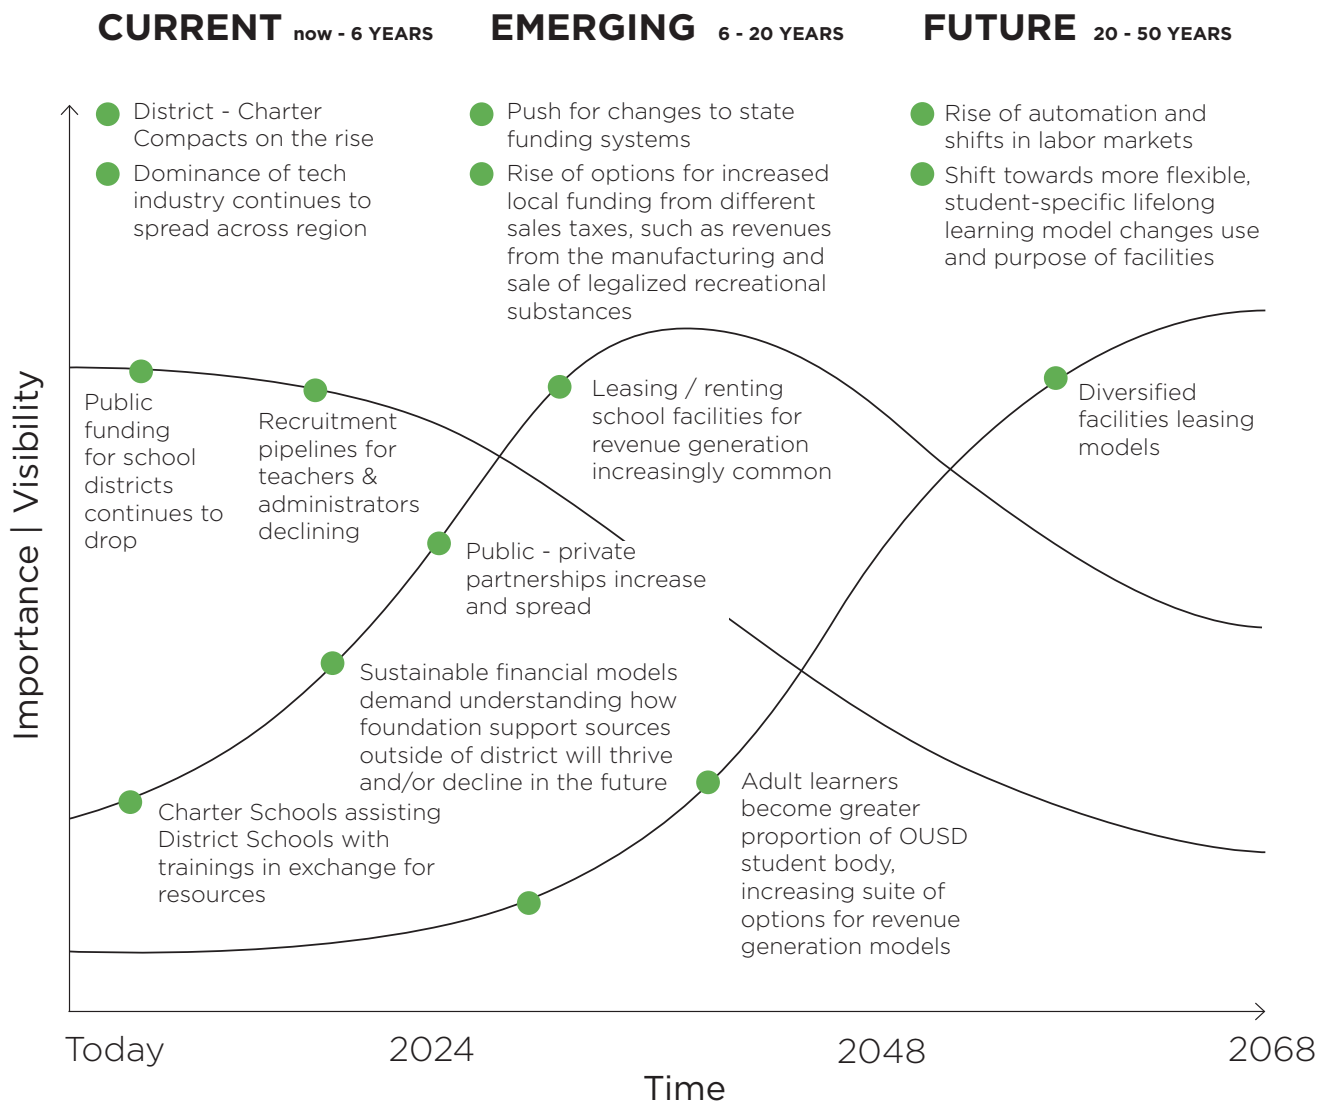 CURRENT now - 6 YEARS
EMERGING 6 - 20 YEARS
FUTURE 20 - 50 YEARS
District - Charter
Compacts on the rise
Dominance of tech
industry continues to
spread across region
Push for changes to state
funding systems
Rise of options for increased
local funding from different
sales taxes, such as revenues
from the manufacturing and
sale of legalized recreational
substances
Rise of automation and
shifts in labor markets
Shift towards more flexible,
student-specific lifelong
learning model changes use
and purpose of facilities
Importance | Visibility
Public
funding
for school
districts
continues to
drop
Recruitment
pipelines for
teachers &
administrators
declining
Leasing / renting
school facilities for
revenue generation
increasingly common
Diversified
facilities leasing
models
Public - private
partnerships increase
and spread
Sustainable financial models
demand understanding how
foundation support sources
outside of district will thrive
and/or decline in the future
Charter Schools assisting
District Schools with
trainings in exchange for
resources
Adult learners
become greater
proportion of OUSD
student body,
increasing suite of
options for revenue
generation models
Today
2024
2048
2068
Time